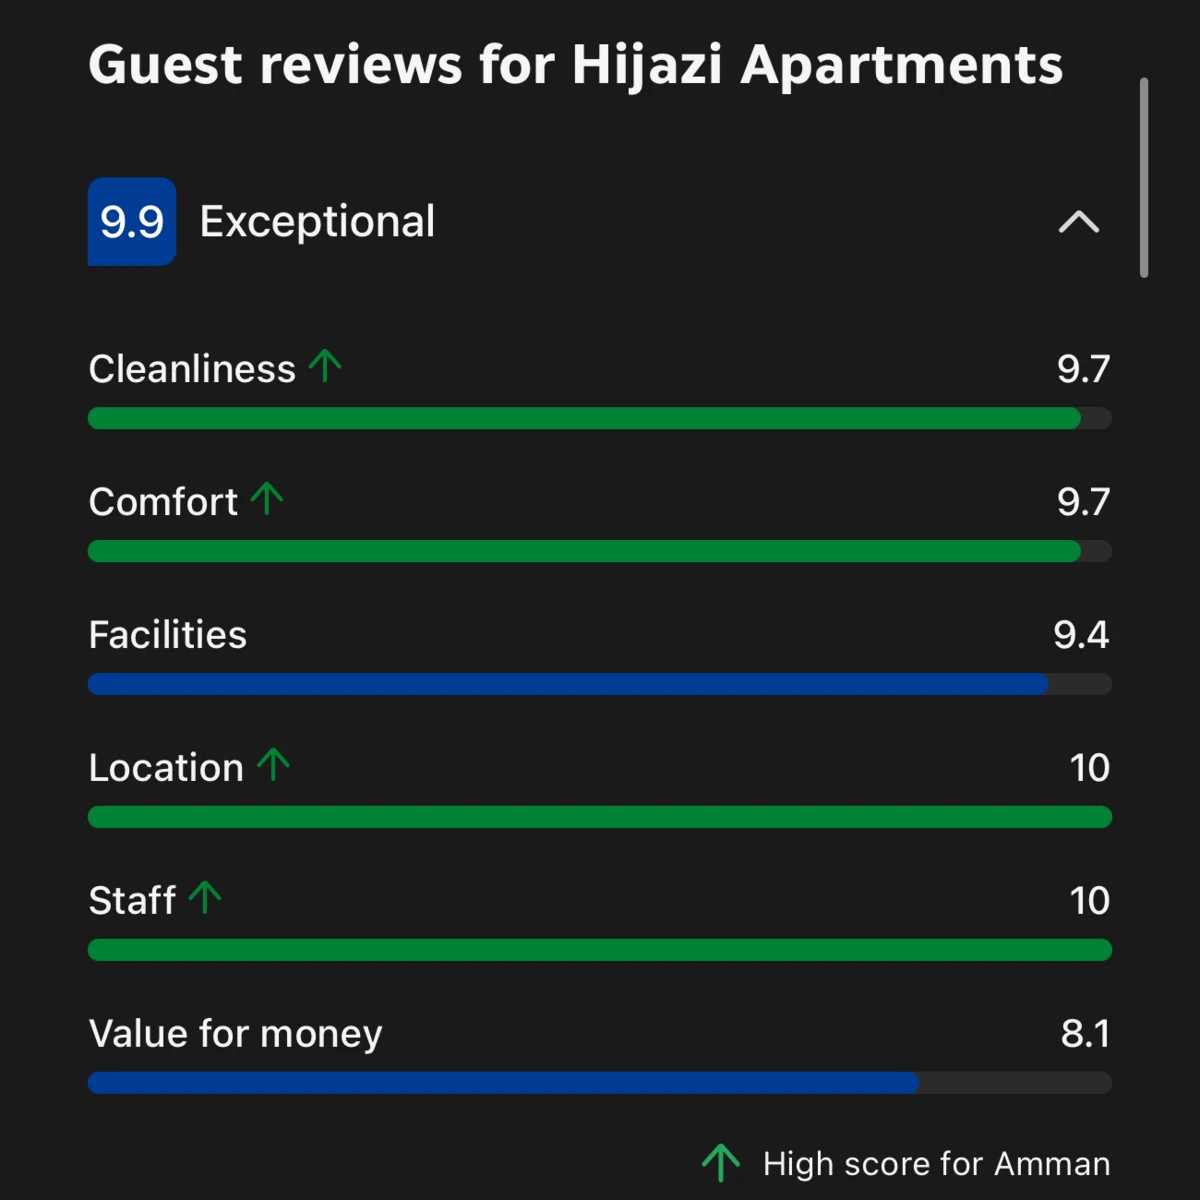 Guest reviews for Hijazi Apartments
9.9 Exceptional
Cleanliness ↑ 9.7
Comfort ↑ 9.7
Facilities 9.4
Location ↑ 10
Staff ↑ 10
Value for money 8.1
↑ High score for Amman